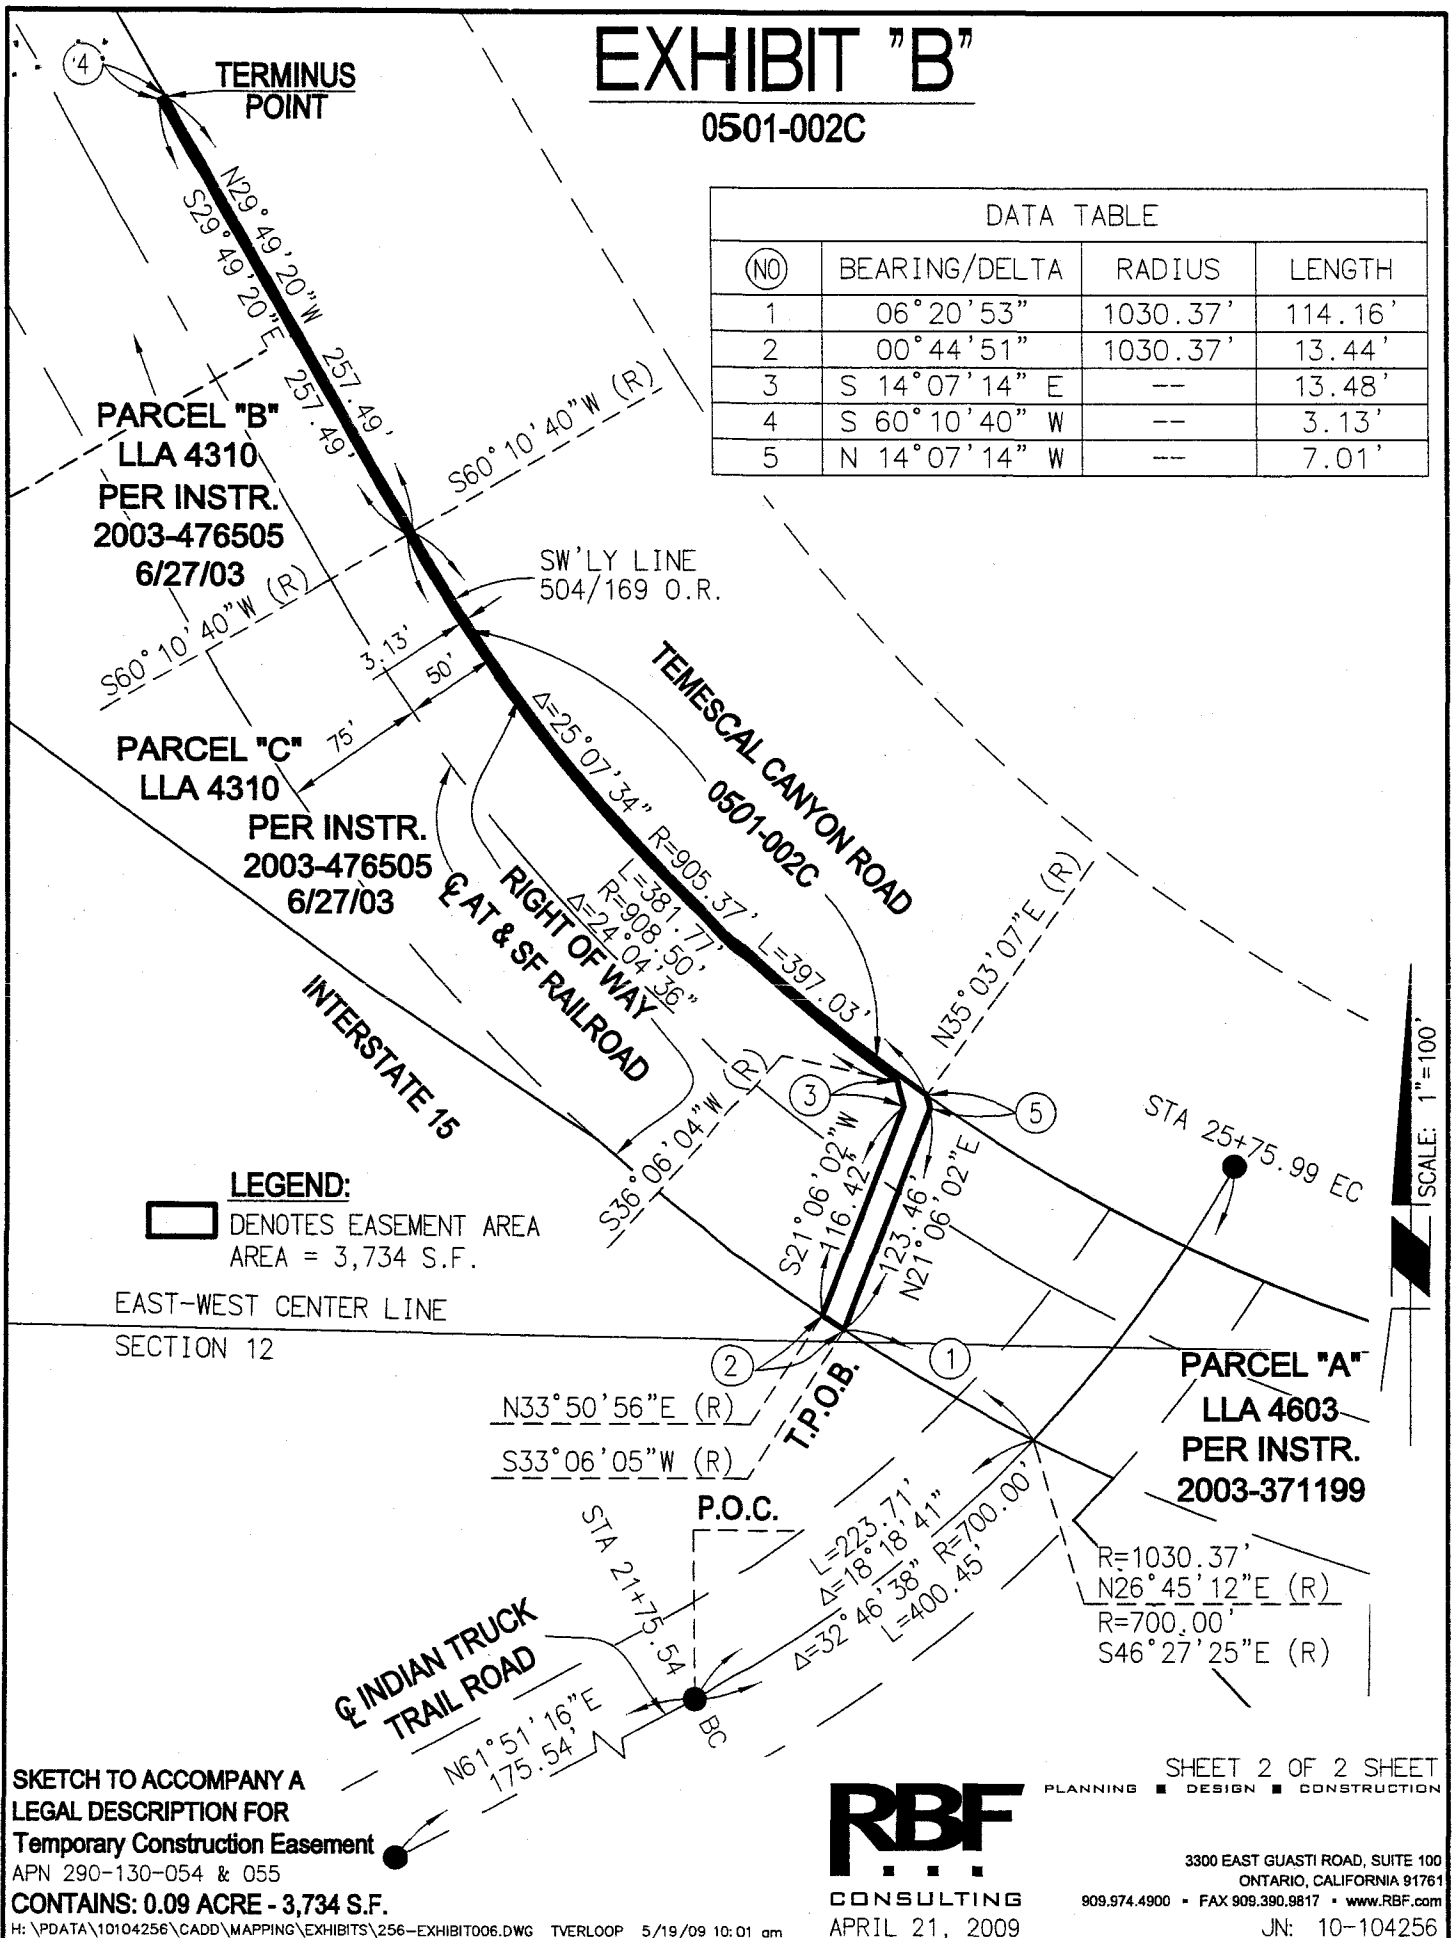 EXHIBIT "B"
0501-002C
4
TERMINUS
POINT
N29°49'20"W 257.49'
S29°49'20"E 257.49'
DATA TABLE
NO BEARING/DELTA RADIUS LENGTH
1 06°20'53" 1030.37' 114.16'
2 00°44'51" 1030.37' 13.44'
3 S 14°07'14" E -- 13.48'
4 S 60°10'40" W -- 3.13'
5 N 14°07'14" W -- 7.01'
PARCEL "B"
LLA 4310
PER INSTR.
2003-476505
6/27/03
S60°10'40"W (R)
S60°10'40"W (R)
SW'LY LINE
504/169 O.R.
3.13'
50'
75'
PARCEL "C"
LLA 4310
PER INSTR.
2003-476505
6/27/03
TEMESCAL CANYON ROAD
0501-002C
Δ=25°07'34" R=905.37' L=397.03'
L=381.77'
R=908.50'
Δ=24°04'36"
RIGHT OF WAY
℄ AT & SF RAILROAD
INTERSTATE 15
N35°03'07"E (R)
S36°06'04"W (R)
3
5
STA 25+75.99 EC
SCALE: 1"=100'
S21°06'02"W
116.42'
123.46'
N21°06'02"E
LEGEND:
DENOTES EASEMENT AREA
AREA = 3,734 S.F.
EAST-WEST CENTER LINE
SECTION 12
2
1
N33°50'56"E (R)
S33°06'05"W (R)
T.P.O.B.
PARCEL "A"
LLA 4603
PER INSTR.
2003-371199
P.O.C.
STA 21+75.54
BC
L=223.71'
Δ=18°18'41"
Δ=32°46'38" R=700.00'
L=400.45'
R=1030.37'
N26°45'12"E (R)
R=700.00'
S46°27'25"E (R)
℄ INDIAN TRUCK
TRAIL ROAD
N61°51'16"E
175.54'
SKETCH TO ACCOMPANY A
LEGAL DESCRIPTION FOR
Temporary Construction Easement
APN 290-130-054 & 055
CONTAINS: 0.09 ACRE - 3,734 S.F.
H: \PDATA\10104256\CADD\MAPPING\EXHIBITS\256-EXHIBIT006.DWG TVERLOOP 5/19/09 10:01 am
RBF
CONSULTING
APRIL 21, 2009
SHEET 2 OF 2 SHEET
PLANNING ■ DESIGN ■ CONSTRUCTION
3300 EAST GUASTI ROAD, SUITE 100
ONTARIO, CALIFORNIA 91761
909.974.4900 • FAX 909.390.9817 • www.RBF.com
JN: 10-104256